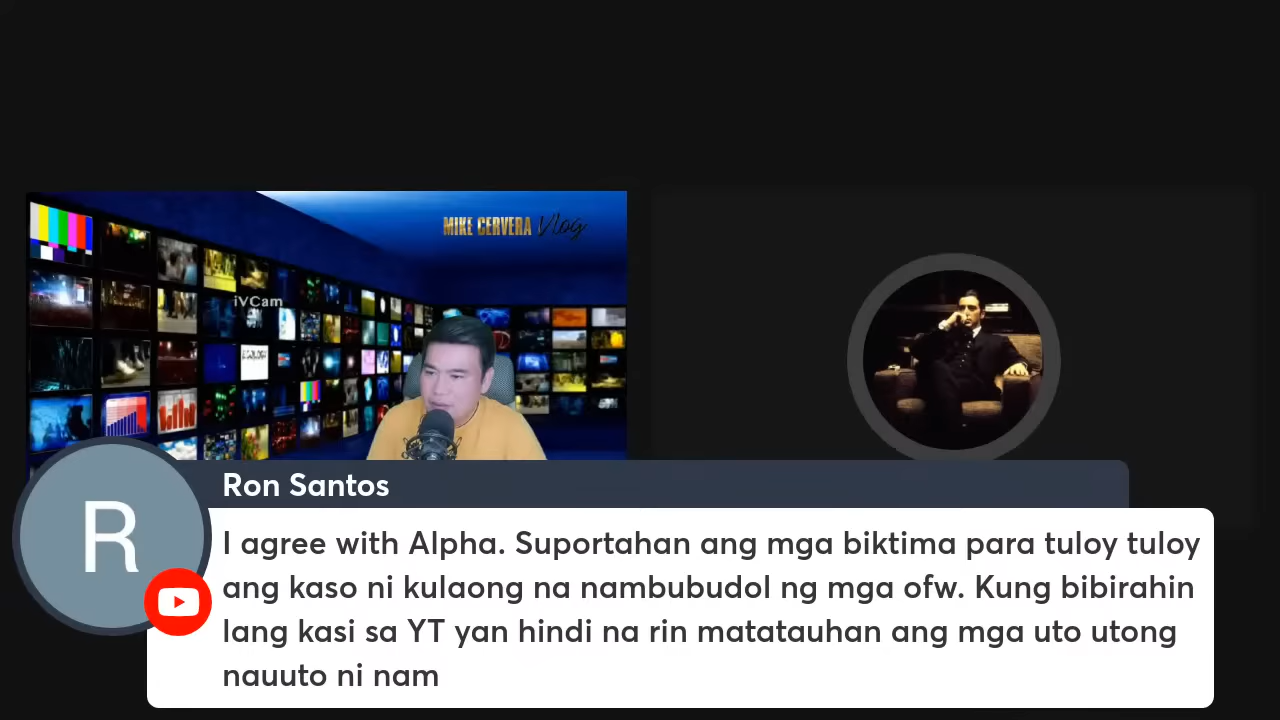 MIKE CERVERA Vlog
iVCam
R
Ron Santos
I agree with Alpha. Suportahan ang mga biktima para tuloy tuloy
ang kaso ni kulaong na nambubudol ng mga ofw. Kung bibirahin
lang kasi sa YT yan hindi na rin matatauhan ang mga uto utong
nauuto ni nam